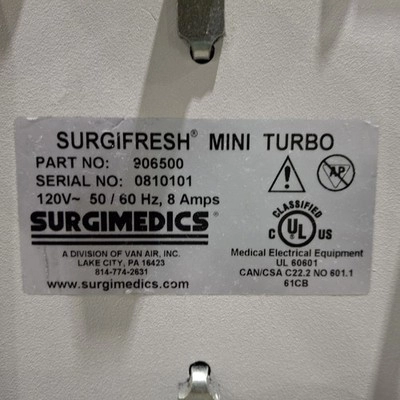 SURGIFRESH® MINI TURBO
PART NO: 906500
SERIAL NO: 0810101
120V~ 50 / 60 Hz, 8 Amps
SURGIMEDICS®
A DIVISION OF VAN AIR, INC.
LAKE CITY, PA 16423
814-774-2631
www.surgimedics.com
! AP
CLASSIFIED
C UL® US
Medical Electrical Equipment
UL 60601
CAN/CSA C22.2 NO 601.1
61CB